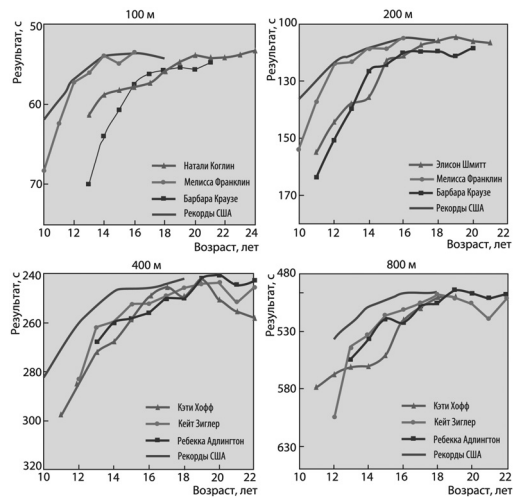 100 м
Результат, с
50
60
70
10 12 14 16 18 20 22 24
Возраст, лет
Натали Коглин
Мелисса Франклин
Барбара Краузе
Рекорды США
200 м
Результат, с
100
130
150
170
10 12 14 16 18 20 22
Возраст, лет
Элисон Шмитт
Мелисса Франклин
Барбара Краузе
Рекорды США
400 м
Результат, с
240
260
280
300
320
10 12 14 16 18 20 22
Возраст, лет
Кэти Хофф
Кейт Зиглер
Ребекка Адлингтон
Рекорды США
800 м
Результат, с
480
530
580
630
8 10 12 14 16 18 20 22
Возраст, лет
Кэти Хофф
Кейт Зиглер
Ребекка Адлингтон
Рекорды США